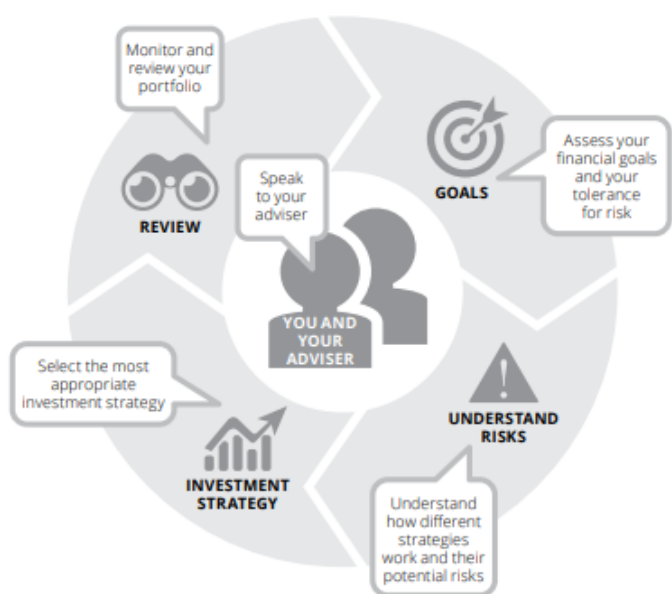 Monitor and
review your
portfolio
REVIEW
Speak
to your
adviser
YOU AND
YOUR
ADVISER
GOALS
Assess your
financial goals
and your
tolerance
for risk
UNDERSTAND
RISKS
Understand
how different
strategies
work and their
potential risks
Select the most
appropriate
investment strategy
INVESTMENT
STRATEGY